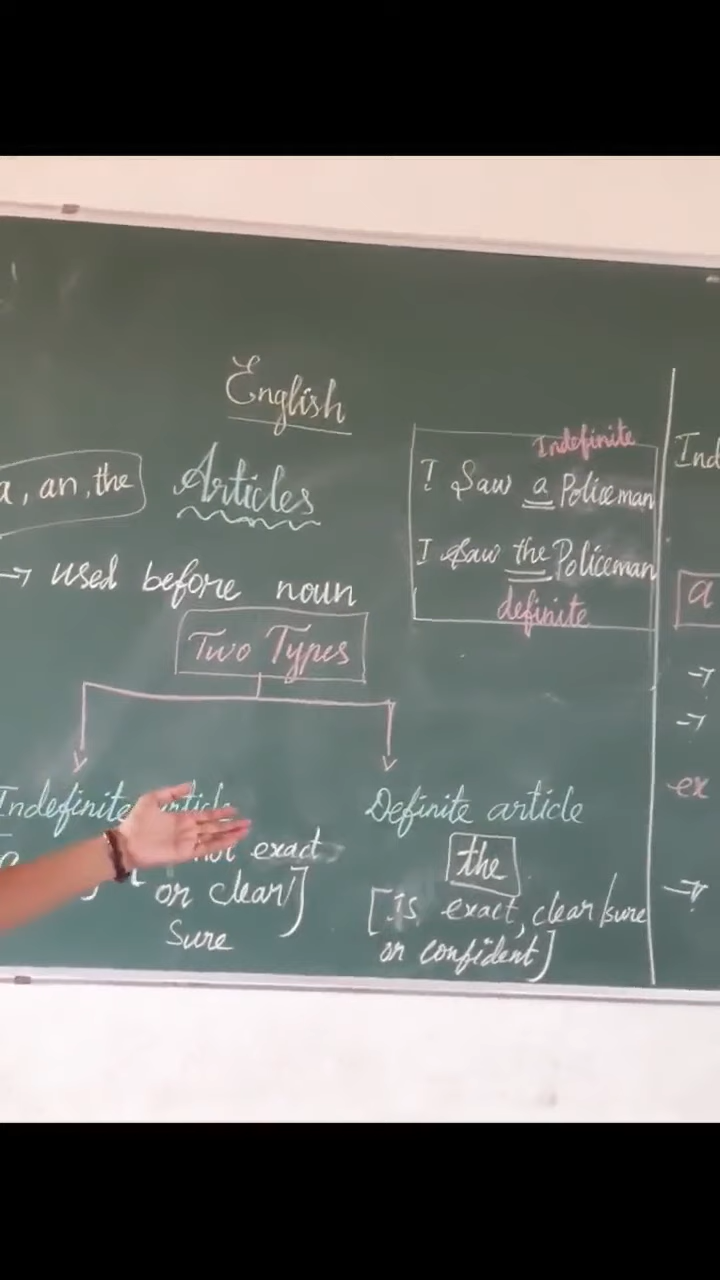 English
a, an, the
Articles
→ used before noun
Two Types
Indefinite article
not exact
or clear/
sure
Definite article
the
[is exact, clear/sure
or confident]
Indefinite
I Saw a Policeman
I Saw the Policeman
definite
Ind
a
→
→
ex
→